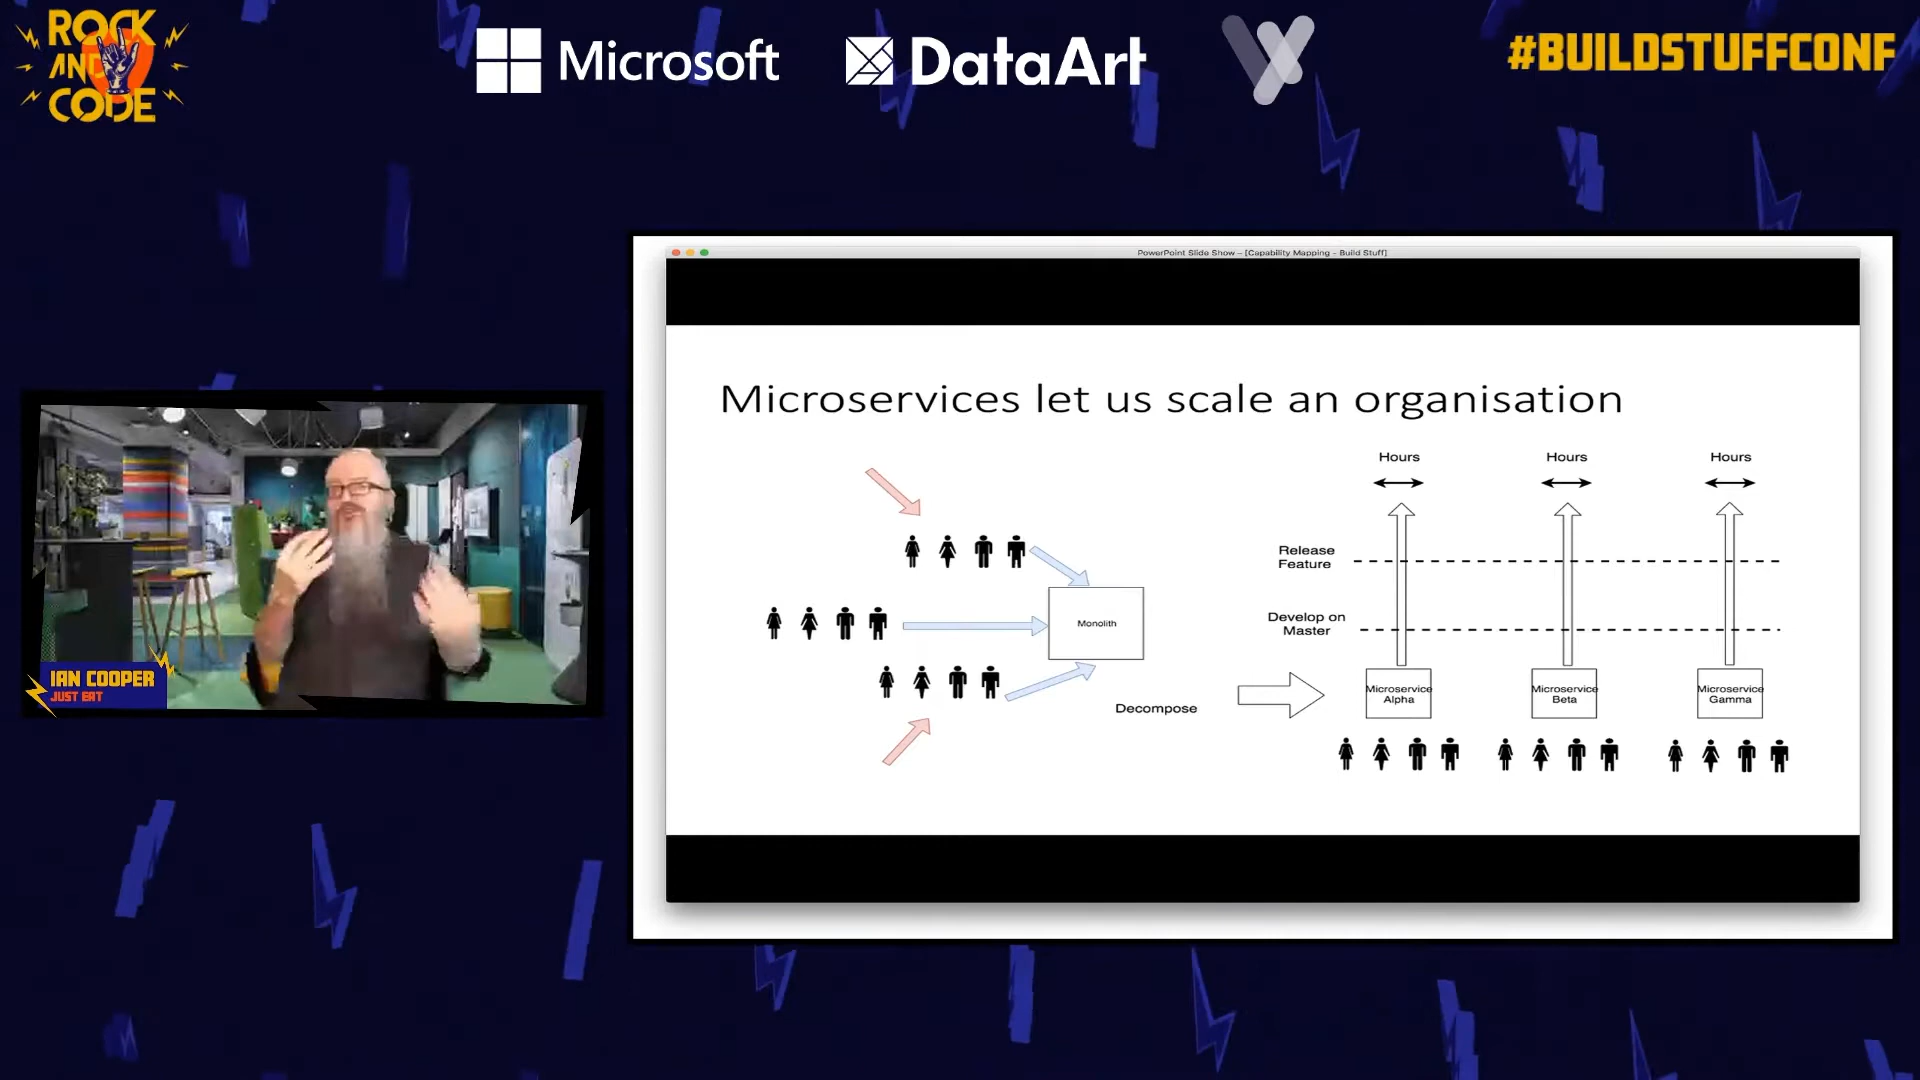 ROCK
AND
CODE
Microsoft
DataArt
#BUILDSTUFFCONF
PowerPoint Slide Show – [Capability Mapping - Build Stuff]
Microservices let us scale an organisation
Hours
Hours
Hours
Release
Feature
Develop on
Master
Monolith
Decompose
Microservice
Alpha
Microservice
Beta
Microservice
Gamma
IAN COOPER
JUST EAT